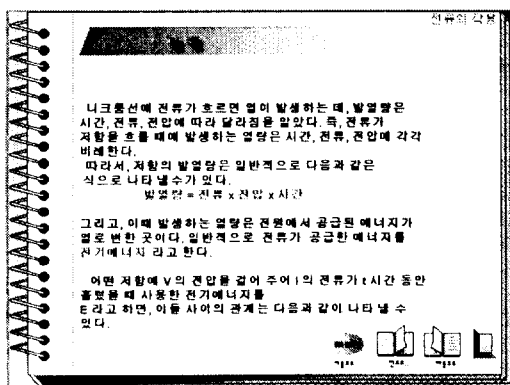 전류의 작용
니크롬선에 전류가 흐르면 열이 발생하는 데, 발열량은
시간, 전류, 전압에 따라 달라짐을 알았다. 즉, 전류가
저항을 흐를 때에 발생하는 열량은 시간, 전류, 전압에 각각
비례한다.
따라서, 저항의 발열량은 일반적으로 다음과 같은
식으로 나타 낼수가 있다.
발열량 = 전류 x 전압 x 시간
그리고, 이때 발생하는 열량은 전원에서 공급된 에너지가
열로 변한 곳이다. 일반적으로 전류가 공급한 에너지를
전기에너지 라고 한다.
어떤 저항에 V 의 전압을 걸어 주어 I 의 전류가 t 시간 동안
흘렀을 때 사용한 전기에너지를
E 라고 하면, 이들 사이의 관계는 다음과 같이 나타 낼 수
있다.